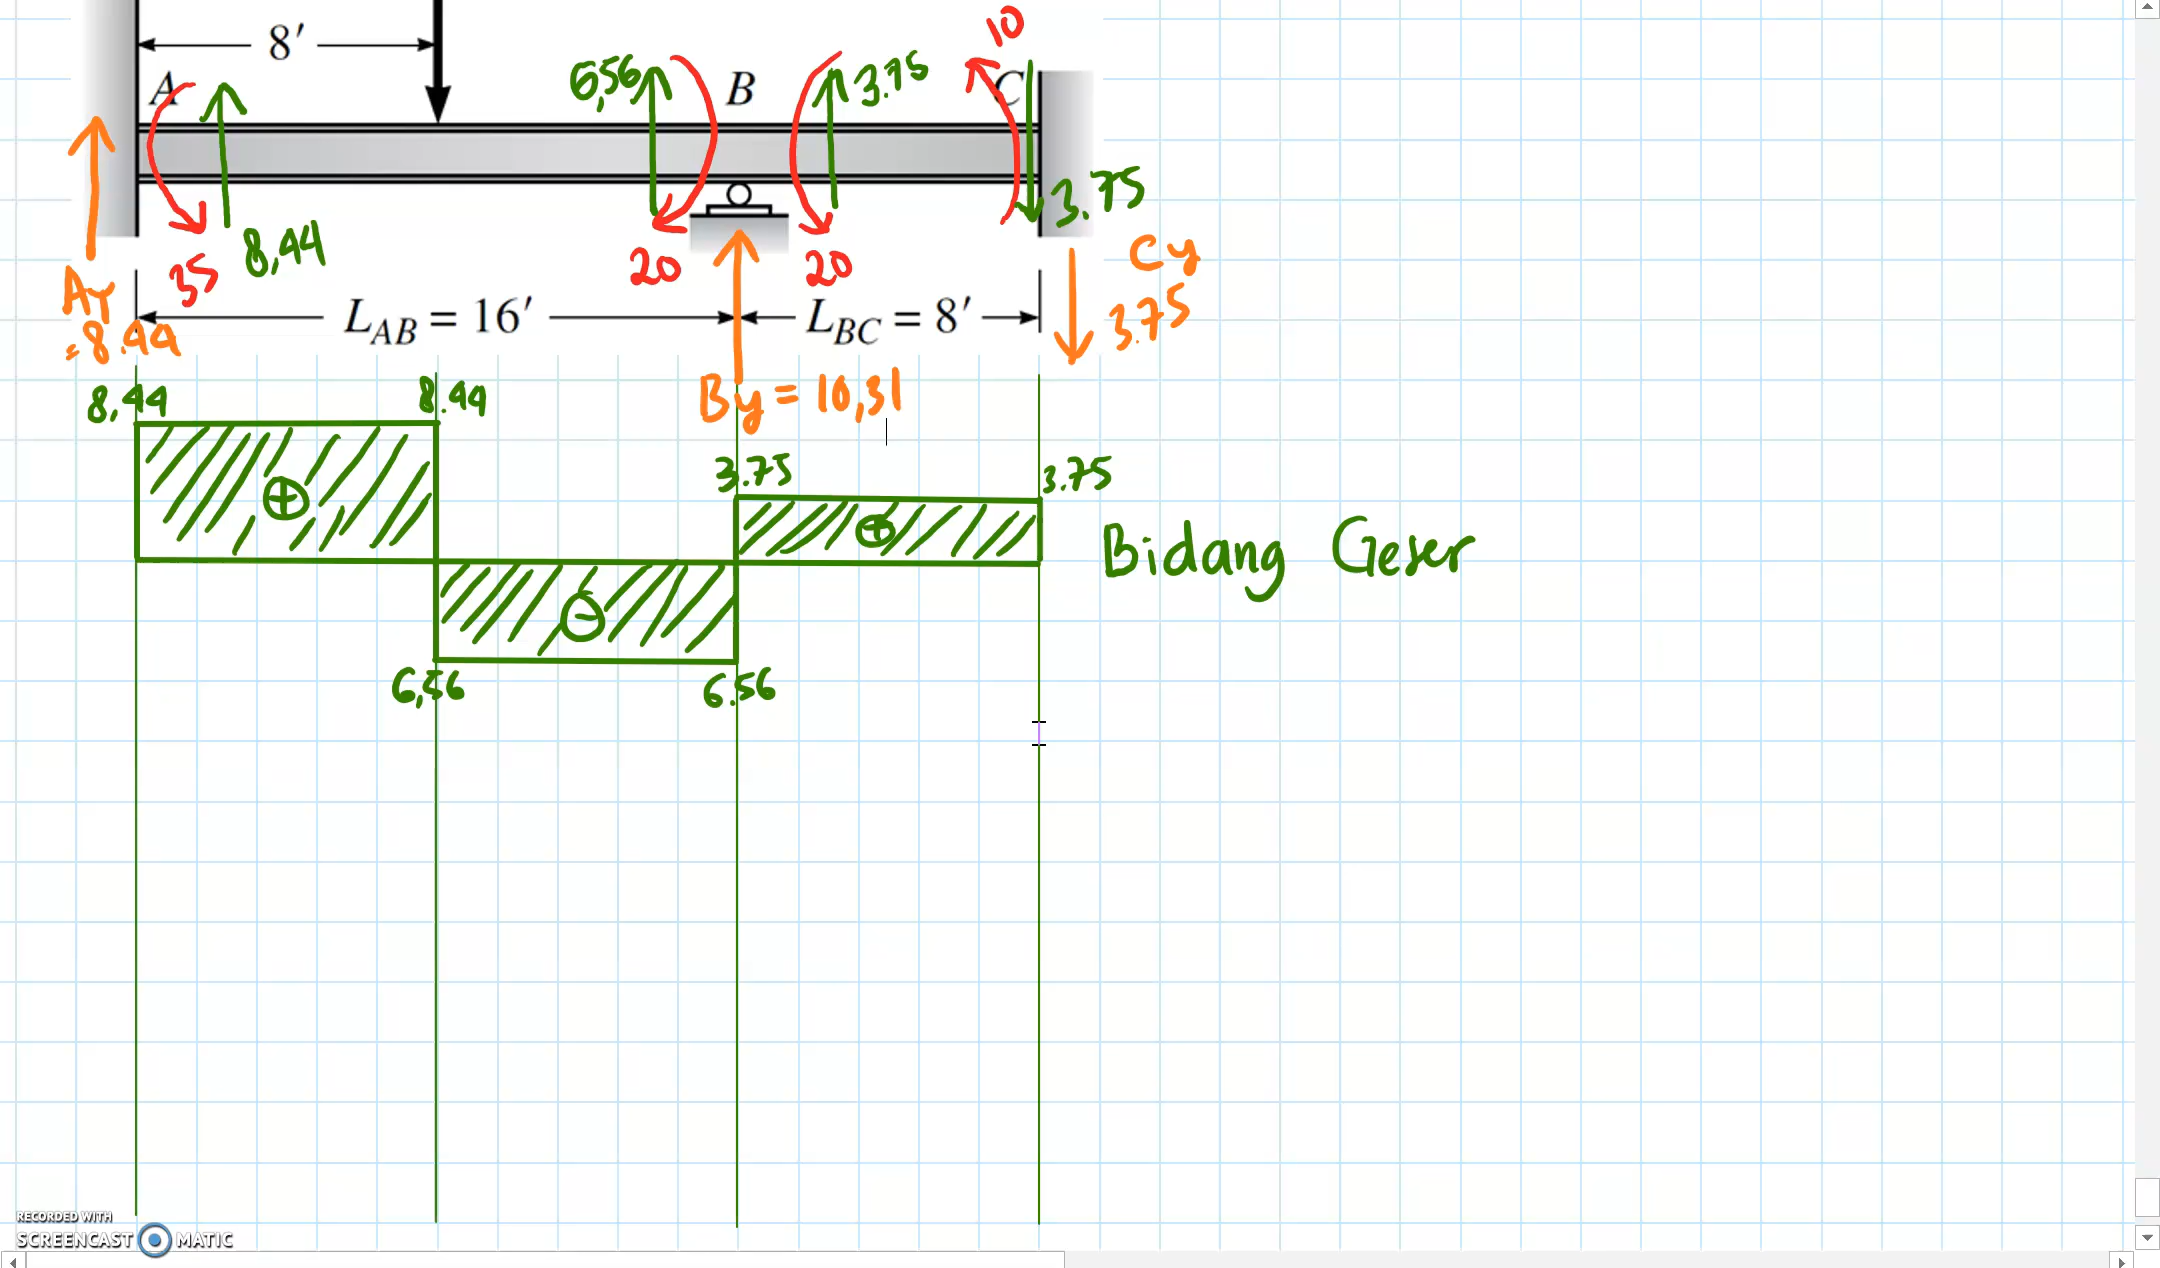 8′
10
A
6,56
B
3.75
C
35
8,44
20
20
3.75
Ay
=8.44
L_AB = 16′
L_BC = 8′
Cy
3.75
By = 10,31
8,44
8.44
3.75
3.75
+
-
+
Bidang Geser
6,56
6.56
RECORDED WITH
SCREENCAST MATIC